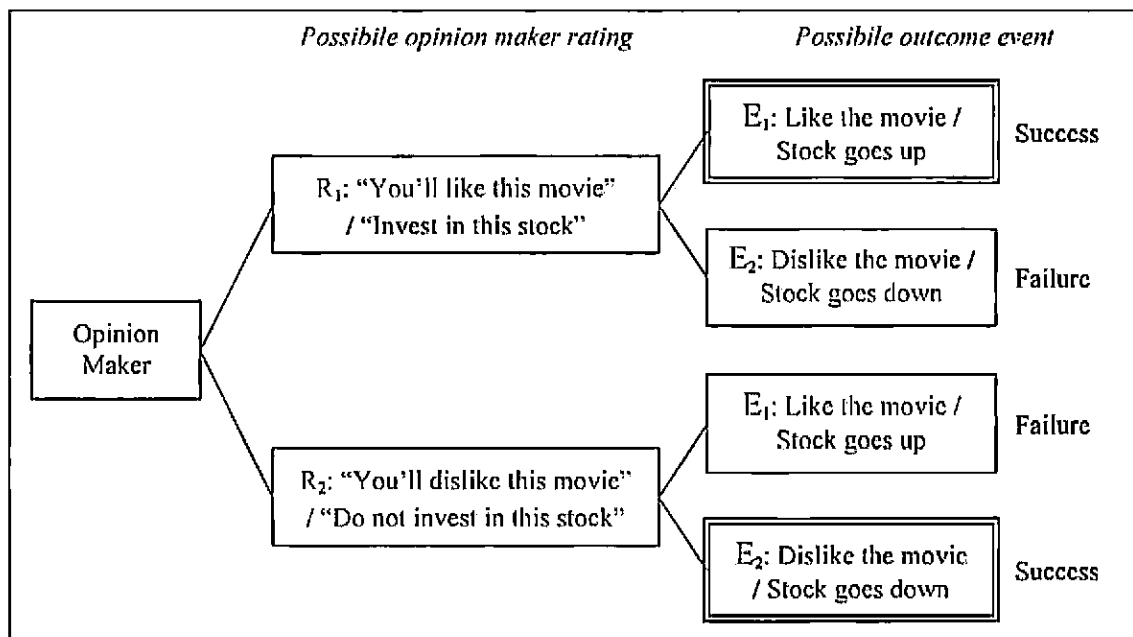 Possibile opinion maker rating
Possibile outcome event
E₁: Like the movie /
Stock goes up
Success
R₁: “You’ll like this movie”
/ “Invest in this stock”
E₂: Dislike the movie /
Stock goes down
Failure
Opinion
Maker
E₁: Like the movie /
Stock goes up
Failure
R₂: “You’ll dislike this movie”
/ “Do not invest in this stock”
E₂: Dislike the movie
/ Stock goes down
Success